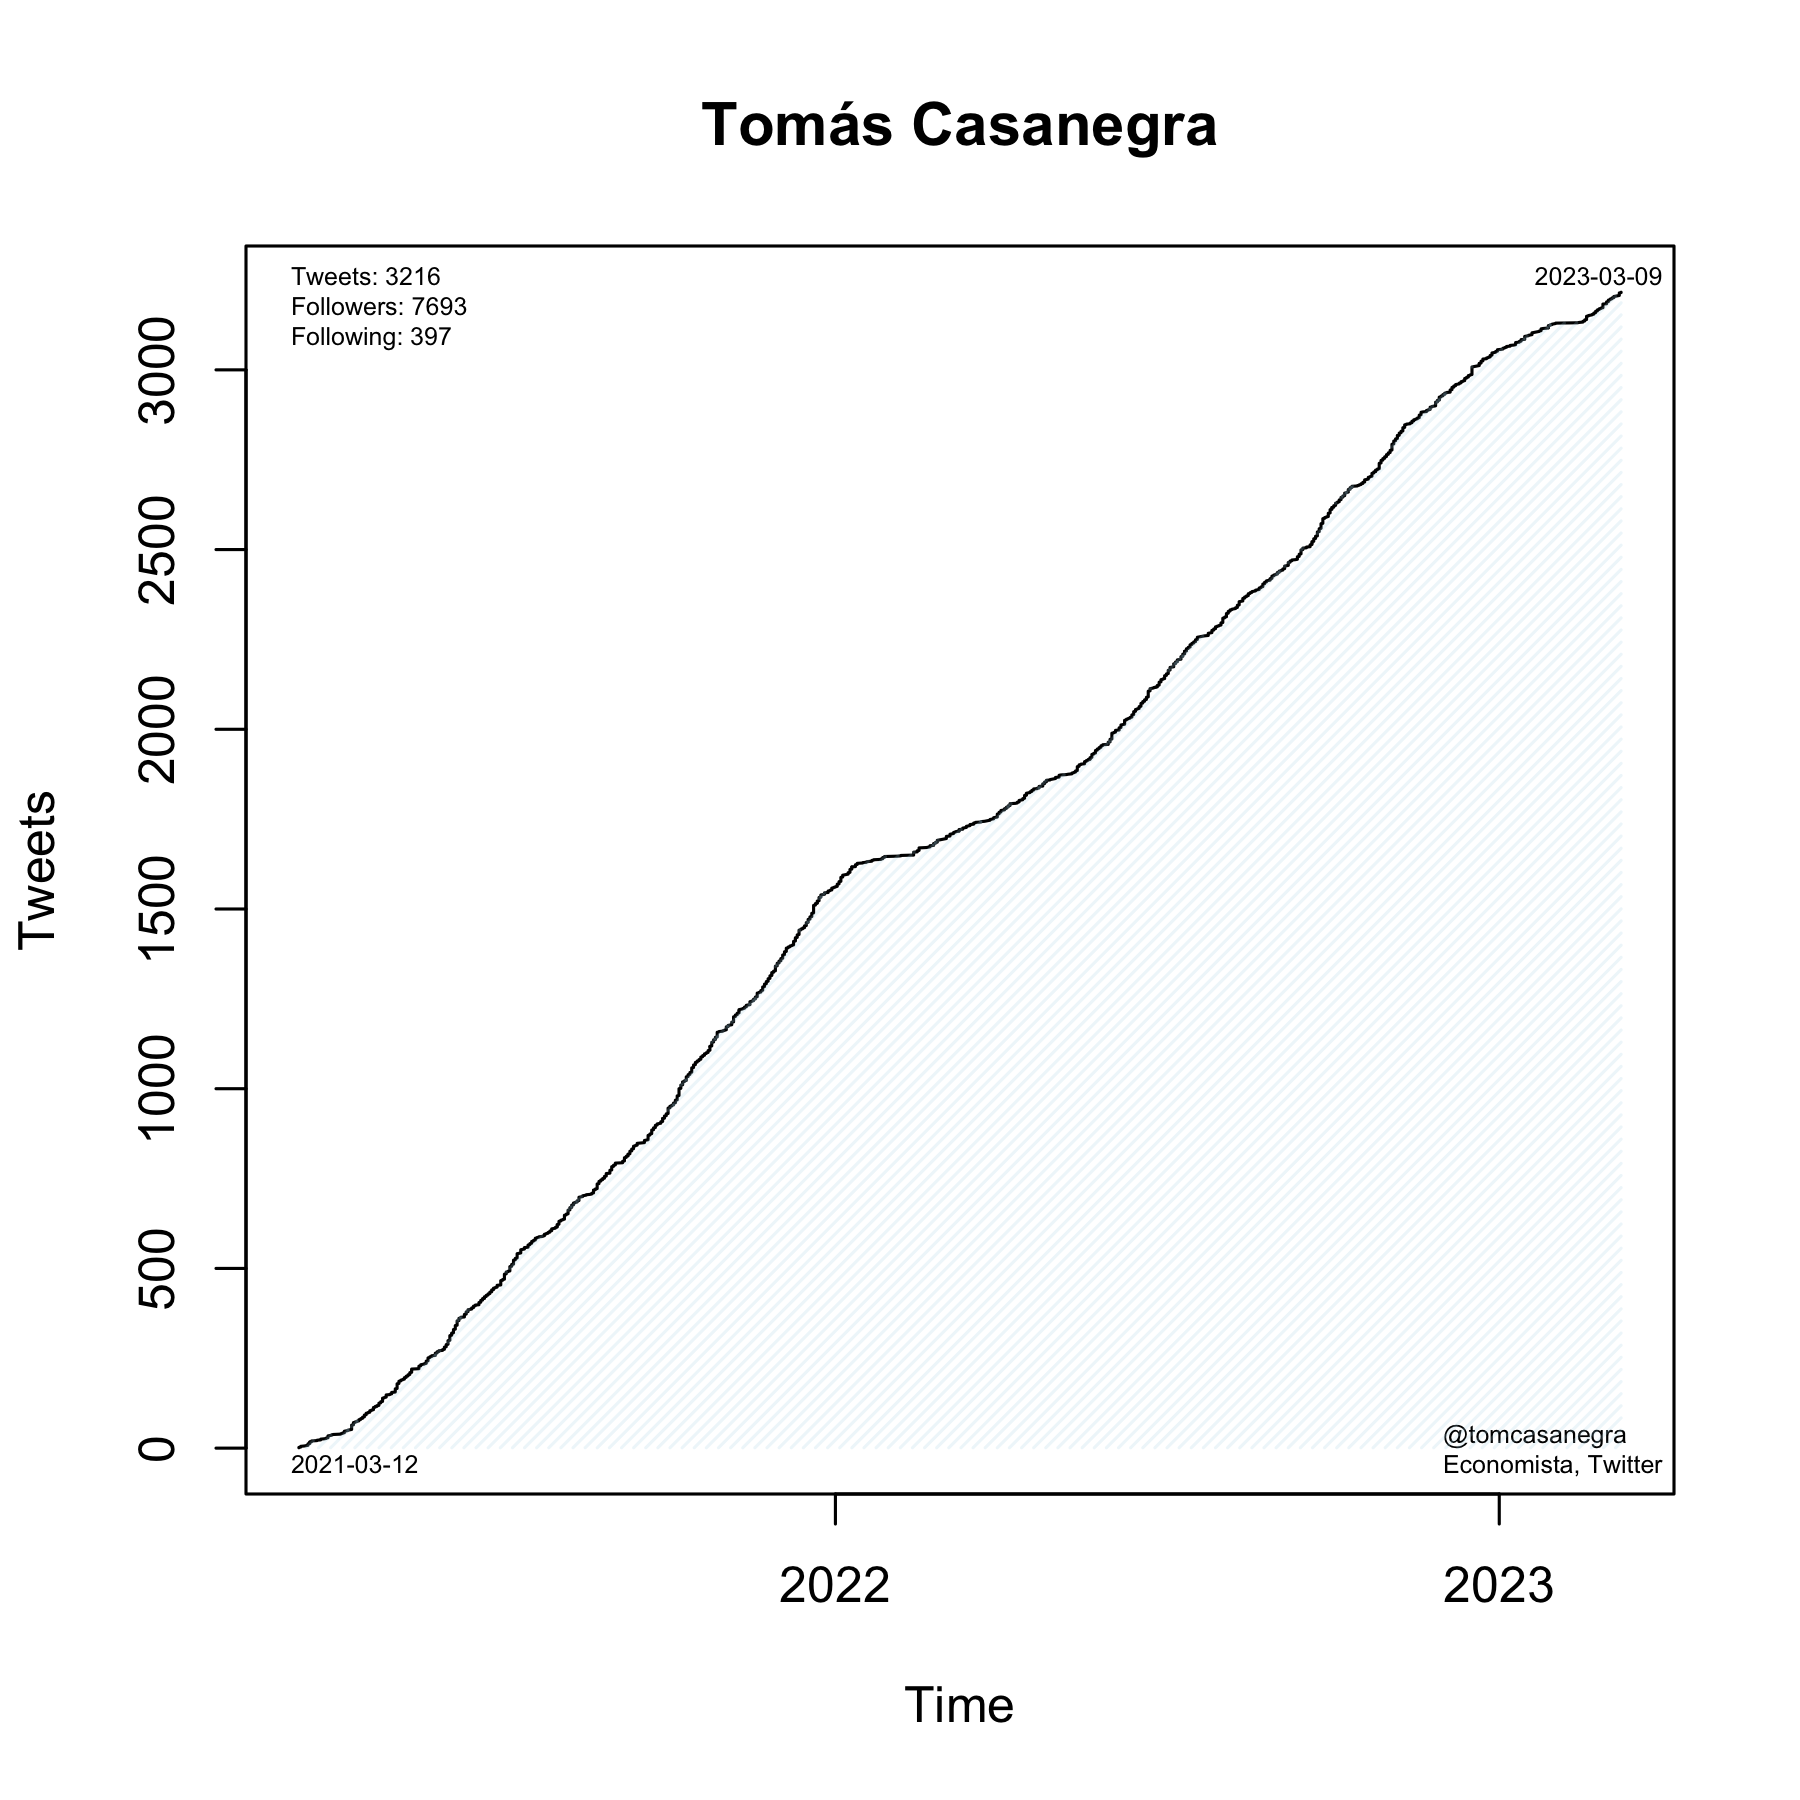 Tomás Casanegra
Tweets: 3216
Followers: 7693
Following: 397
2023-03-09
3000
2500
2000
1500
1000
500
0
Tweets
2021-03-12
@tomcasanegra
Economista, Twitter
2022
2023
Time